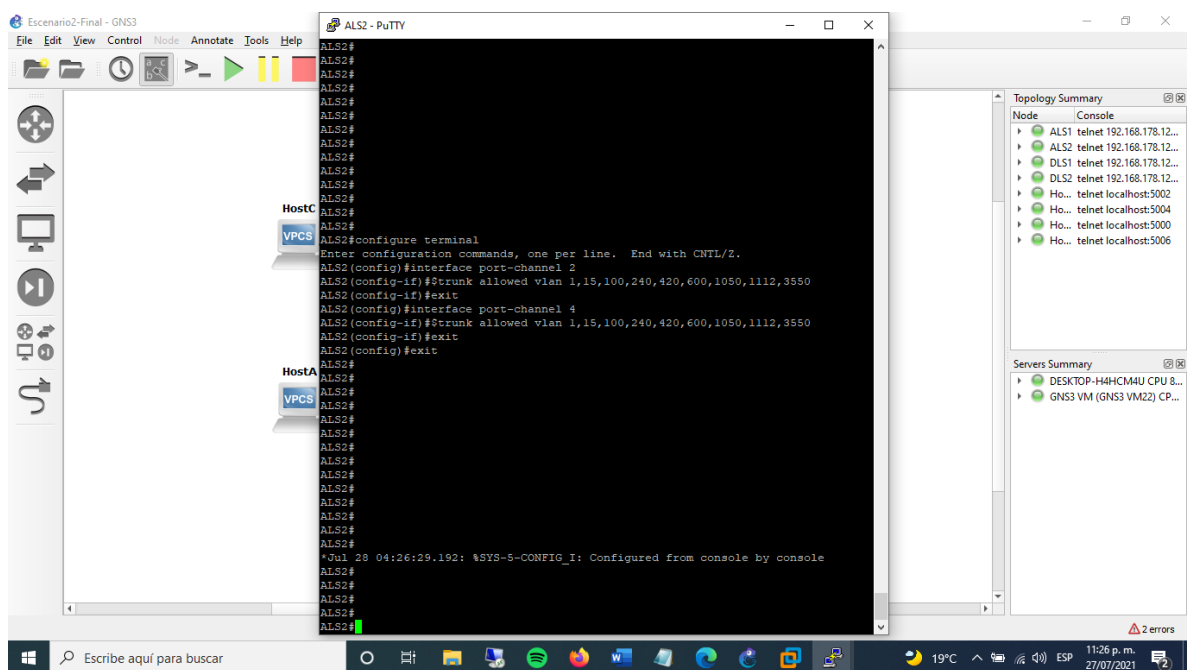 Escenario2-Final - GNS3
File Edit View Control Node Annotate Tools Help
HostC
VPCS
HostA
VPCS
ALS2 - PuTTY
ALS2#
ALS2#
ALS2#
ALS2#
ALS2#
ALS2#
ALS2#
ALS2#
ALS2#
ALS2#
ALS2#
ALS2#
ALS2#
ALS2#
ALS2#configure terminal
Enter configuration commands, one per line.  End with CNTL/Z.
ALS2(config)#interface port-channel 2
ALS2(config-if)#$trunk allowed vlan 1,15,100,240,420,600,1050,1112,3550
ALS2(config-if)#exit
ALS2(config)#interface port-channel 4
ALS2(config-if)#$trunk allowed vlan 1,15,100,240,420,600,1050,1112,3550
ALS2(config-if)#exit
ALS2(config)#exit
ALS2#
ALS2#
ALS2#
ALS2#
ALS2#
ALS2#
ALS2#
ALS2#
ALS2#
ALS2#
ALS2#
ALS2#
ALS2#
ALS2#
*Jul 28 04:26:29.192: %SYS-5-CONFIG_I: Configured from console by console
ALS2#
ALS2#
ALS2#
ALS2#
ALS2#
Topology Summary
Node Console
ALS1 telnet 192.168.178.12...
ALS2 telnet 192.168.178.12...
DLS1 telnet 192.168.178.12...
DLS2 telnet 192.168.178.12...
Ho... telnet localhost:5002
Ho... telnet localhost:5004
Ho... telnet localhost:5000
Ho... telnet localhost:5006
Servers Summary
DESKTOP-H4HCM4U CPU 8...
GNS3 VM (GNS3 VM22) CP...
2 errors
Escribe aquí para buscar
19°C
ESP
11:26 p. m.
27/07/2021
2